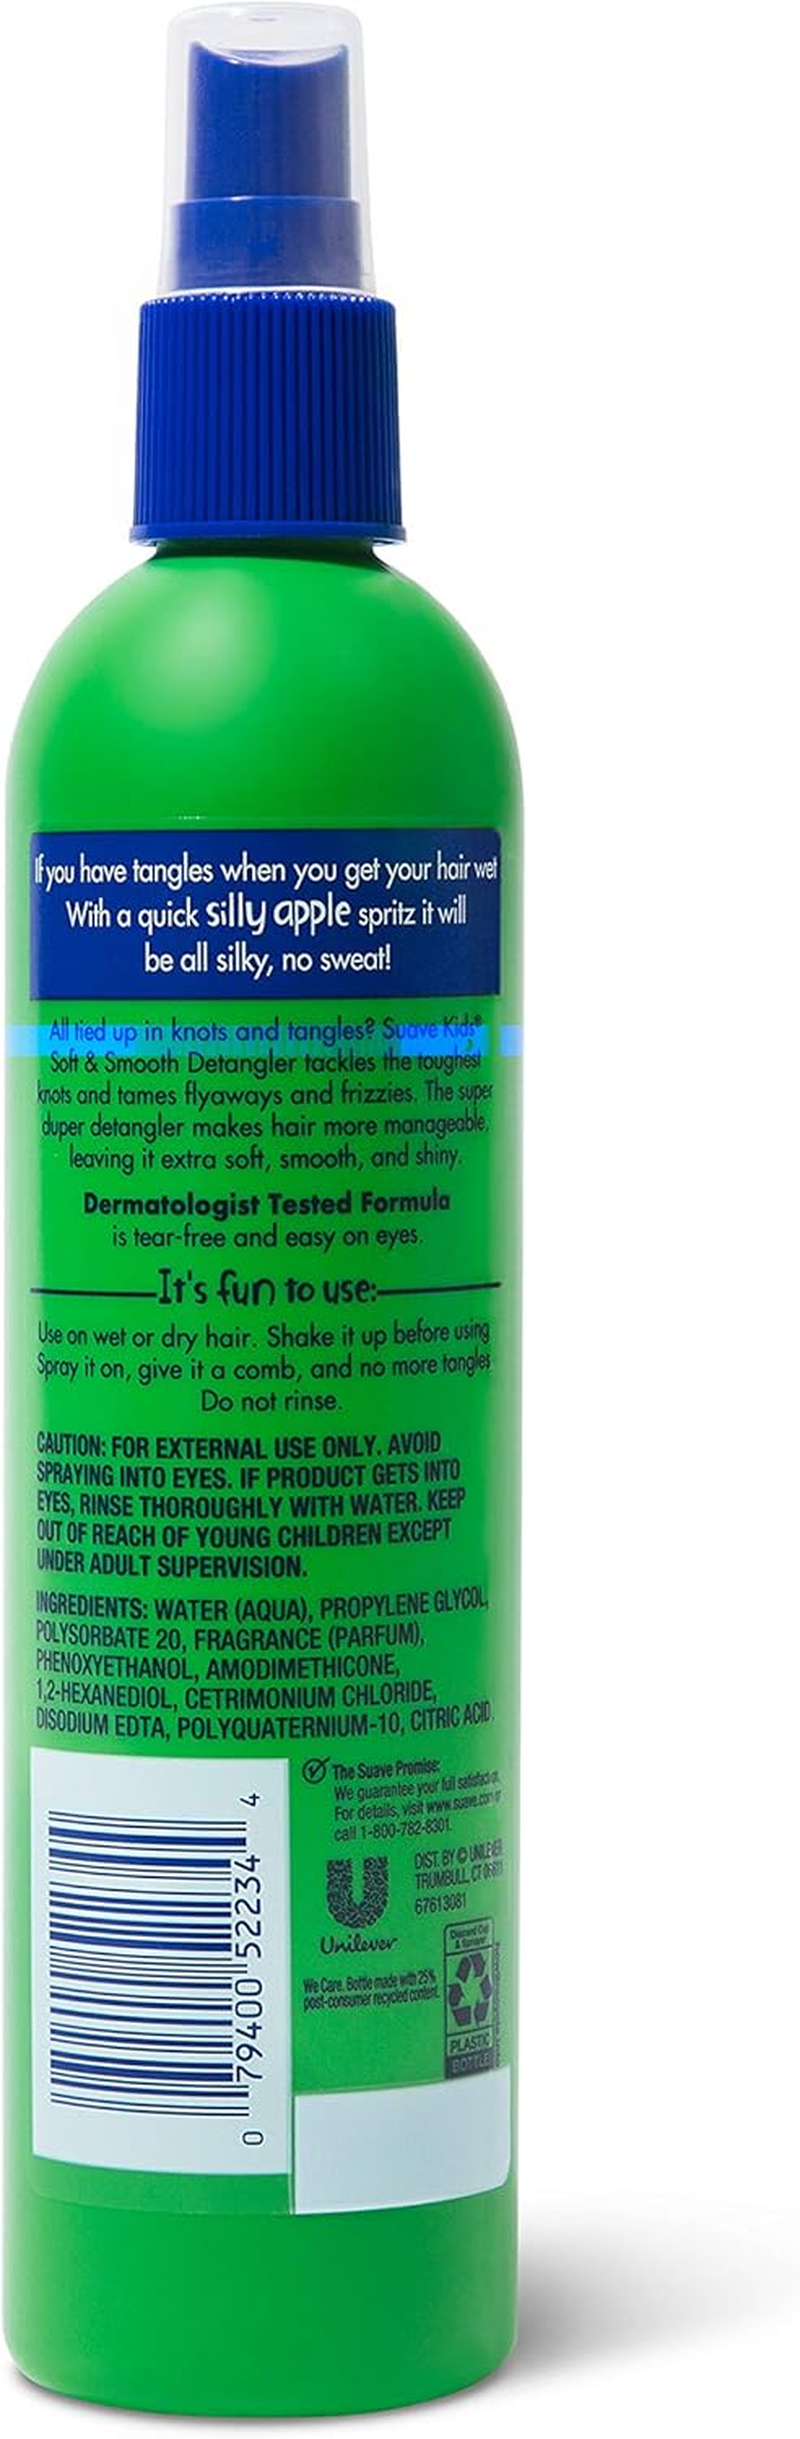 If you have tangles when you get your hair wet
With a quick silly apple spritz it will
be all silky, no sweat!
All tied up in knots and tangles? Suave Kids®
Soft & Smooth Detangler tackles the toughest
knots and tames flyaways and frizzies. The super
duper detangler makes hair more manageable,
leaving it extra soft, smooth, and shiny.
Dermatologist Tested Formula
is tear-free and easy on eyes.
It's fun to use:
Use on wet or dry hair. Shake it up before using
Spray it on, give it a comb, and no more tangles
Do not rinse.
CAUTION: FOR EXTERNAL USE ONLY. AVOID
SPRAYING INTO EYES. IF PRODUCT GETS INTO
EYES, RINSE THOROUGHLY WITH WATER. KEEP
OUT OF REACH OF YOUNG CHILDREN EXCEPT
UNDER ADULT SUPERVISION.
INGREDIENTS: WATER (AQUA), PROPYLENE GLYCOL,
POLYSORBATE 20, FRAGRANCE (PARFUM),
PHENOXYETHANOL, AMODIMETHICONE,
1,2-HEXANEDIOL, CETRIMONIUM CHLORIDE,
DISODIUM EDTA, POLYQUATERNIUM-10, CITRIC ACID.
0 79400 52234 4
The Suave Promise:
We guarantee your full satisfaction.
For details, visit www.suave.com or
call 1-800-782-8301.
Unilever
DIST. BY © UNILEVER
TRUMBULL, CT
67613081
We Care. Bottle made with 25%
post-consumer recycled content.
Discard Cap
& Sprayer
PLASTIC
BOTTLE